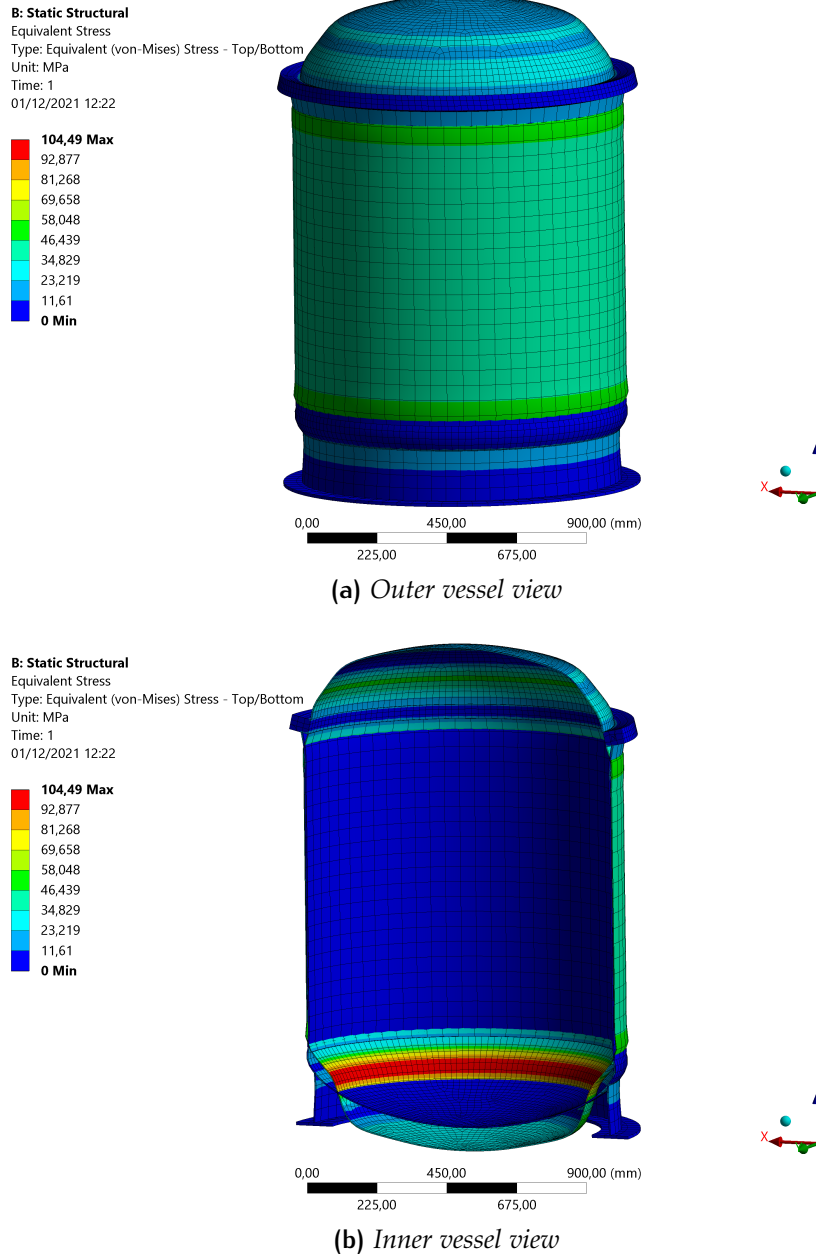 B: Static Structural
Equivalent Stress
Type: Equivalent (von-Mises) Stress - Top/Bottom
Unit: MPa
Time: 1
01/12/2021 12:22
104,49 Max
92,877
81,268
69,658
58,048
46,439
34,829
23,219
11,61
0 Min
X
0,00 450,00 900,00 (mm)
225,00 675,00
(a) Outer vessel view
B: Static Structural
Equivalent Stress
Type: Equivalent (von-Mises) Stress - Top/Bottom
Unit: MPa
Time: 1
01/12/2021 12:22
104,49 Max
92,877
81,268
69,658
58,048
46,439
34,829
23,219
11,61
0 Min
X
0,00 450,00 900,00 (mm)
225,00 675,00
(b) Inner vessel view